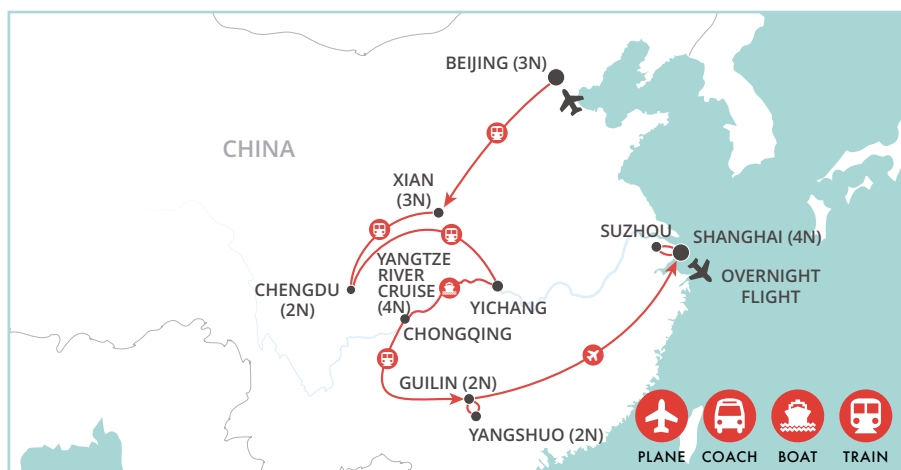 BEIJING (3N)
CHINA
XIAN
(3N)
SUZHOU
SHANGHAI (4N)
YANGTZE
RIVER
CRUISE
(4N)
OVERNIGHT
FLIGHT
CHENGDU
(2N)
YICHANG
CHONGQING
GUILIN (2N)
YANGSHUO (2N)
PLANE
COACH
BOAT
TRAIN